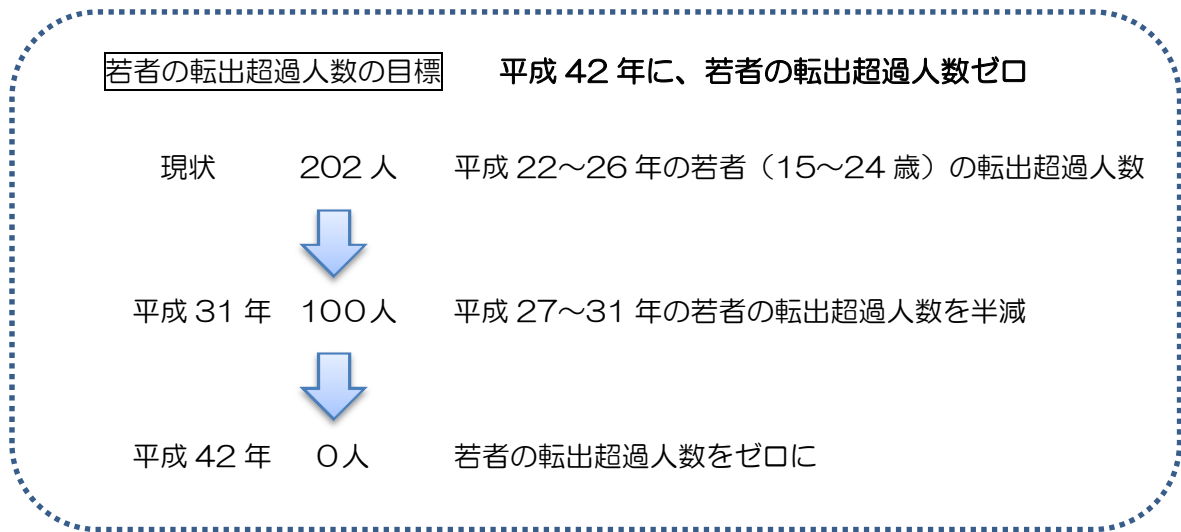 若者の転出超過人数の目標 平成 42 年に、若者の転出超過人数ゼロ
現状 202 人 平成 22～26 年の若者（15～24 歳）の転出超過人数
平成 31 年 100人 平成 27～31 年の若者の転出超過人数を半減
平成 42 年 0人 若者の転出超過人数をゼロに